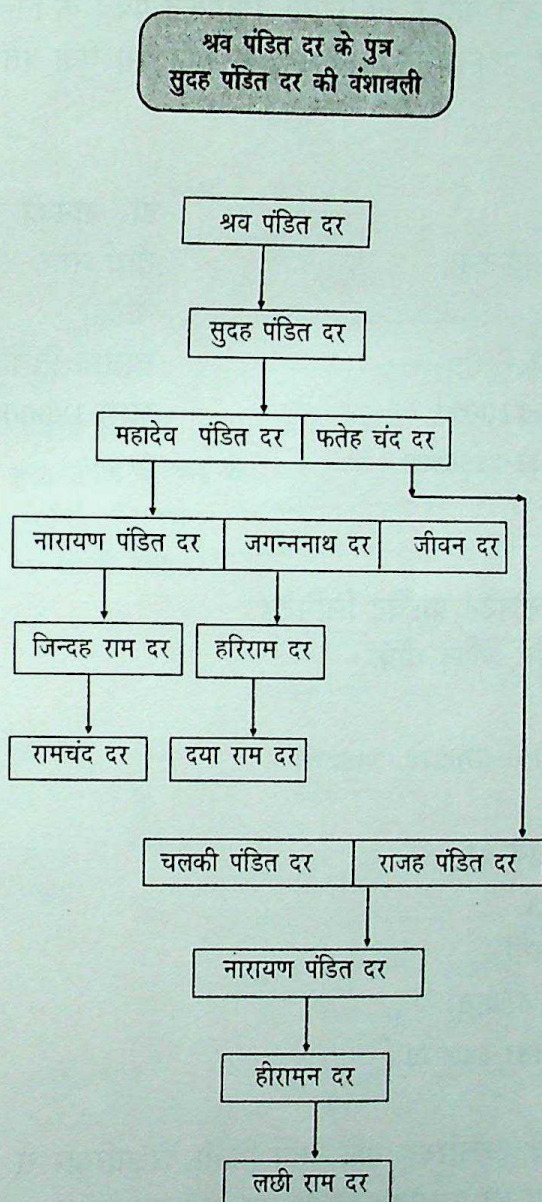 श्रव पंडित दर के पुत्र
सुदह पंडित दर की वंशावली
श्रव पंडित दर
सुदह पंडित दर
महादेव पंडित दर फतेह चंद दर
नारायण पंडित दर जगन्ननाथ दर जीवन दर
जिन्दह राम दर हरिराम दर
रामचंद दर दया राम दर
चलकी पंडित दर राजह पंडित दर
नारायण पंडित दर
हीरामन दर
लछी राम दर